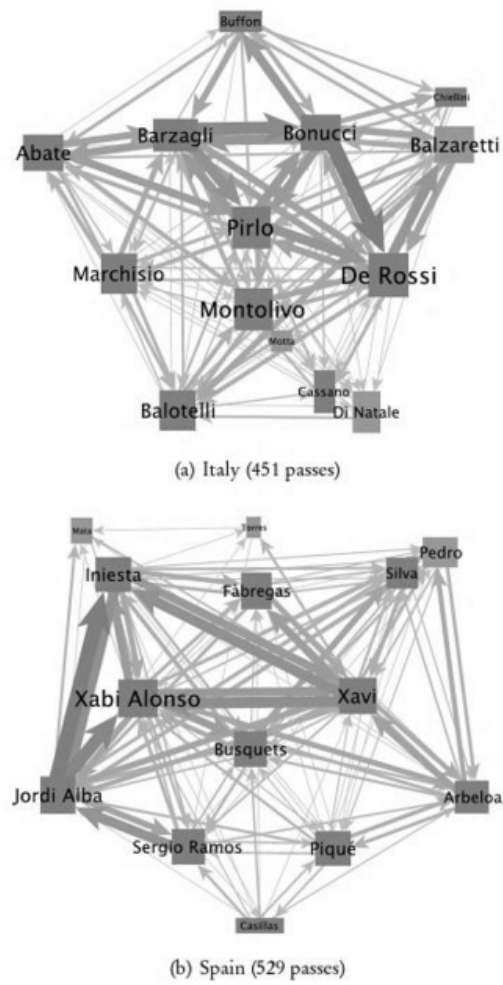 Buffon
Chiellini
Abate
Barzagli
Bonucci
Balzaretti
Pirlo
Marchisio
De Rossi
Montolivo
Motta
Cassano
Balotelli
Di Natale
(a) Italy (451 passes)
Mata
Torres
Pedro
Iniesta
Fàbregas
Silva
Xabi Alonso
Xavi
Busquets
Jordi Alba
Arbeloa
Sergio Ramos
Piqué
Casillas
(b) Spain (529 passes)